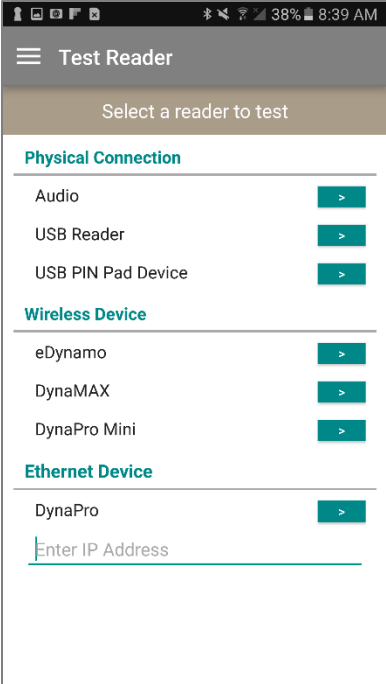 38% 8:39 AM
Test Reader
Select a reader to test
Physical Connection
Audio >
USB Reader >
USB PIN Pad Device >
Wireless Device
eDynamo >
DynaMAX >
DynaPro Mini >
Ethernet Device
DynaPro >
Enter IP Address